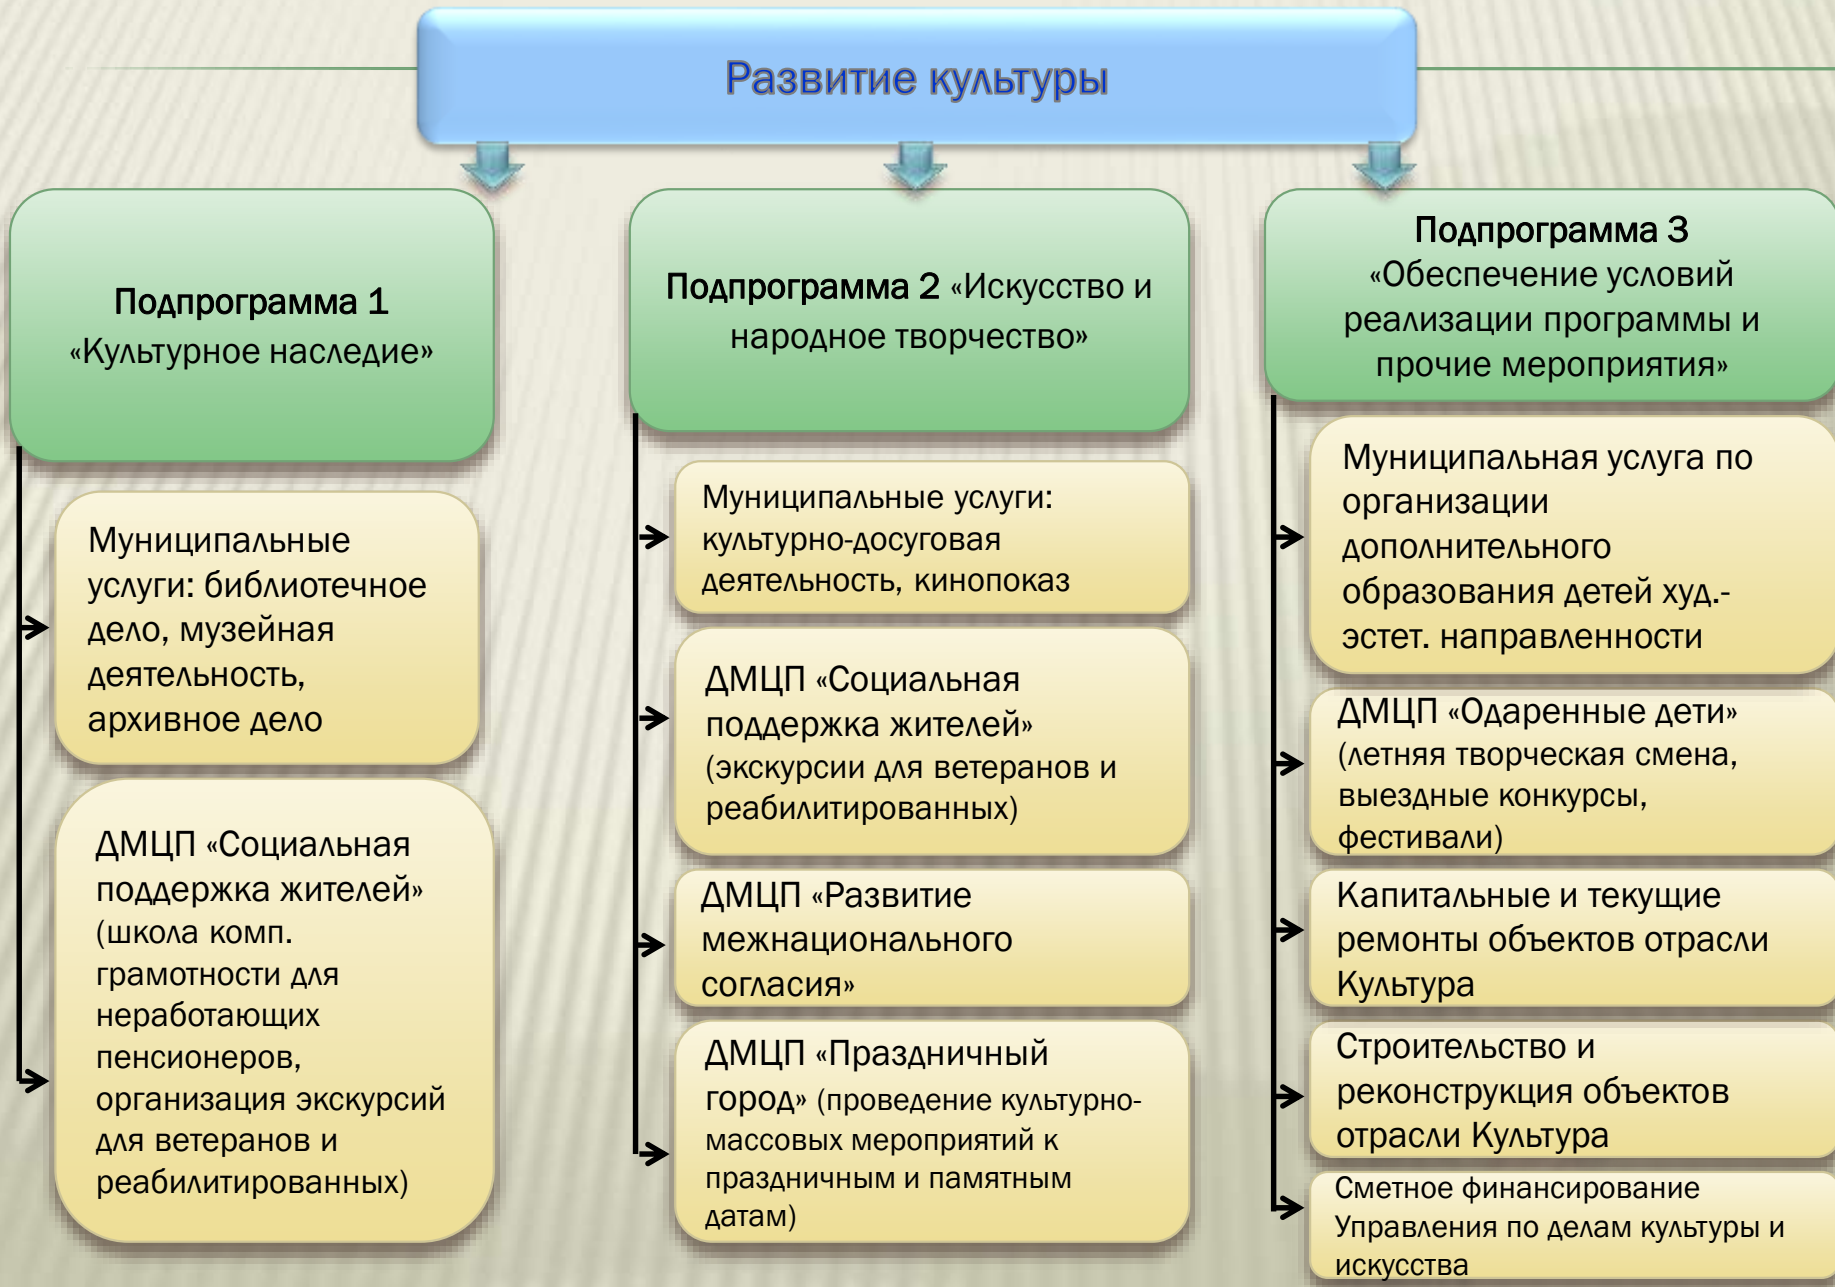 Развитие культуры
Подпрограмма 1
«Культурное наследие»
Муниципальные
услуги: библиотечное
дело, музейная
деятельность,
архивное дело
ДМЦП «Социальная
поддержка жителей»
(школа комп.
грамотности для
неработающих
пенсионеров,
организация экскурсий
для ветеранов и
реабилитированных)
Подпрограмма 2 «Искусство и
народное творчество»
Муниципальные услуги:
культурно-досуговая
деятельность, кинопоказ
ДМЦП «Социальная
поддержка жителей»
(экскурсии для ветеранов и
реабилитированных)
ДМЦП «Развитие
межнационального
согласия»
ДМЦП «Праздничный
город» (проведение культурно-
массовых мероприятий к
праздничным и памятным
датам)
Подпрограмма 3
«Обеспечение условий
реализации программы и
прочие мероприятия»
Муниципальная услуга по
организации
дополнительного
образования детей худ.-
эстет. направленности
ДМЦП «Одаренные дети»
(летняя творческая смена,
выездные конкурсы,
фестивали)
Капитальные и текущие
ремонты объектов отрасли
Культура
Строительство и
реконструкция объектов
отрасли Культура
Сметное финансирование
Управления по делам культуры и
искусства